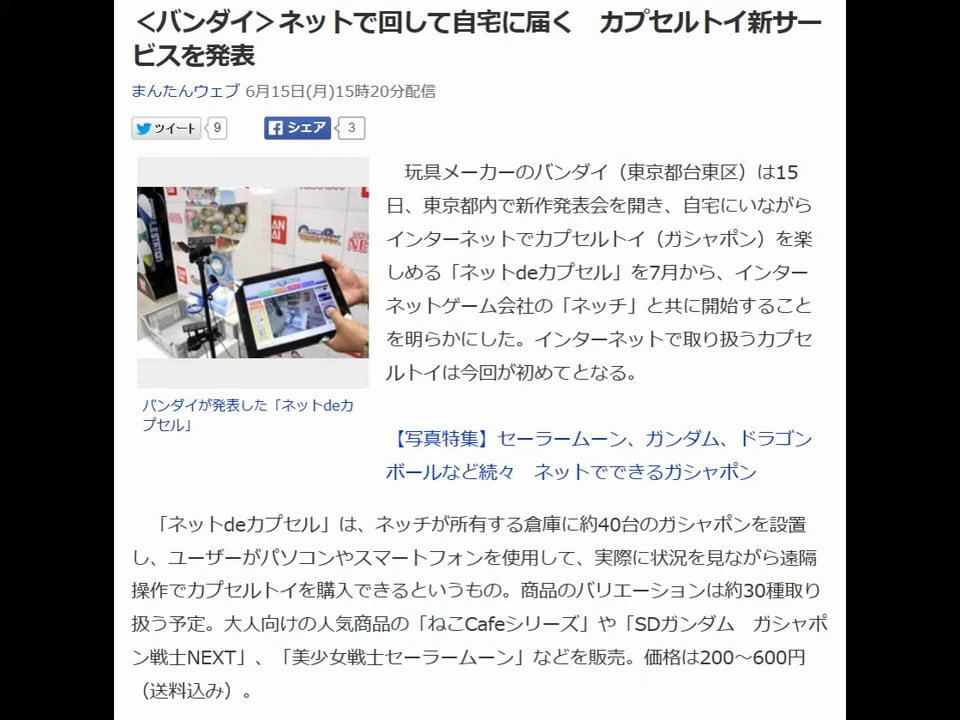 ＜バンダイ＞ネットで回して自宅に届く　カプセルトイ新サー
ビスを発表
まんたんウェブ 6月15日(月)15時20分配信
ツイート 9 シェア 3
　玩具メーカーのバンダイ（東京都台東区）は15
日、東京都内で新作発表会を開き、自宅にいながら
インターネットでカプセルトイ（ガシャポン）を楽
しめる「ネットdeカプセル」を7月から、インター
ネットゲーム会社の「ネッチ」と共に開始すること
を明らかにした。インターネットで取り扱うカプセ
ルトイは今回が初めてとなる。
バンダイが発表した「ネットdeカ
プセル」
【写真特集】セーラームーン、ガンダム、ドラゴン
ボールなど続々　ネットでできるガシャポン
　「ネットdeカプセル」は、ネッチが所有する倉庫に約40台のガシャポンを設置
し、ユーザーがパソコンやスマートフォンを使用して、実際に状況を見ながら遠隔
操作でカプセルトイを購入できるというもの。商品のバリエーションは約30種取り
扱う予定。大人向けの人気商品の「ねこCafeシリーズ」や「SDガンダム　ガシャポ
ン戦士NEXT」、「美少女戦士セーラームーン」などを販売。価格は200～600円
（送料込み）。